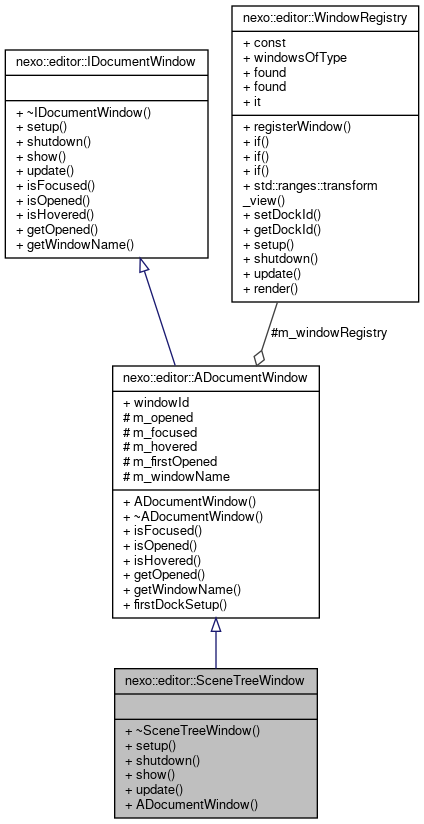 nexo::editor::WindowRegistry
+ const
+ windowsOfType
+ found
+ found
+ it
+ registerWindow()
+ if()
+ if()
+ if()
+ std::ranges::transform
_view()
+ setDockId()
+ getDockId()
+ setup()
+ shutdown()
+ update()
+ render()
nexo::editor::IDocumentWindow
+ ~IDocumentWindow()
+ setup()
+ shutdown()
+ show()
+ update()
+ isFocused()
+ isOpened()
+ isHovered()
+ getOpened()
+ getWindowName()
#m_windowRegistry
nexo::editor::ADocumentWindow
+ windowId
# m_opened
# m_focused
# m_hovered
# m_firstOpened
# m_windowName
+ ADocumentWindow()
+ ~ADocumentWindow()
+ isFocused()
+ isOpened()
+ isHovered()
+ getOpened()
+ getWindowName()
+ firstDockSetup()
nexo::editor::SceneTreeWindow
+ ~SceneTreeWindow()
+ setup()
+ shutdown()
+ show()
+ update()
+ ADocumentWindow()